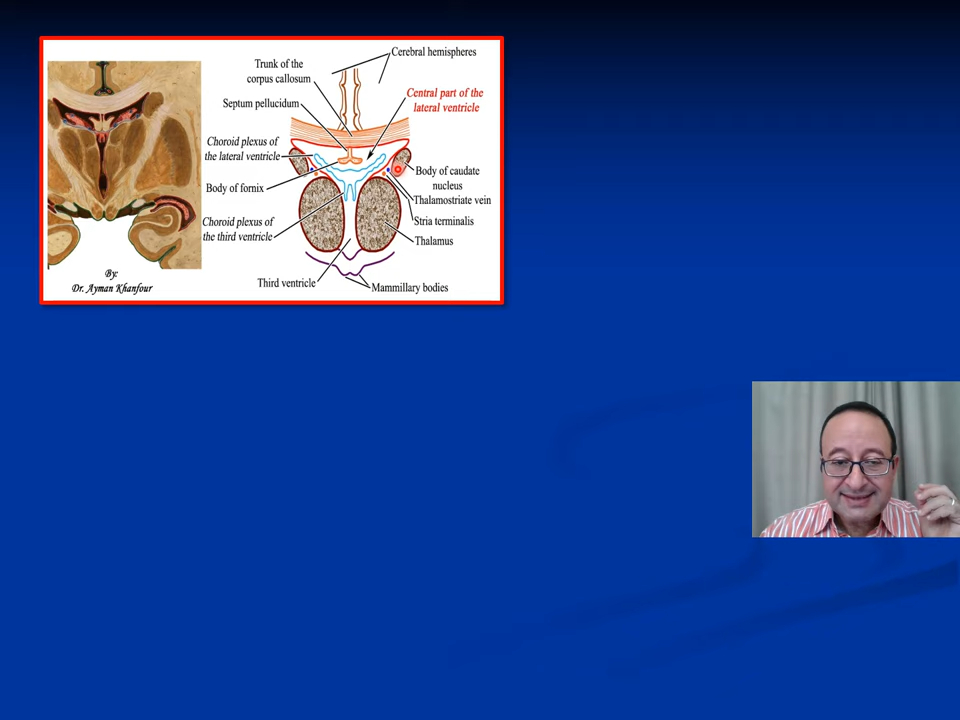 Cerebral hemispheres
Trunk of the
corpus callosum
Central part of the
lateral ventricle
Septum pellucidum
Choroid plexus of
the lateral ventricle
Body of caudate
nucleus
Body of fornix
Thalamostriate vein
Choroid plexus of
the third ventricle
Stria terminalis
Thalamus
Third ventricle
Mammillary bodies
By:
Dr. Ayman Khanfour